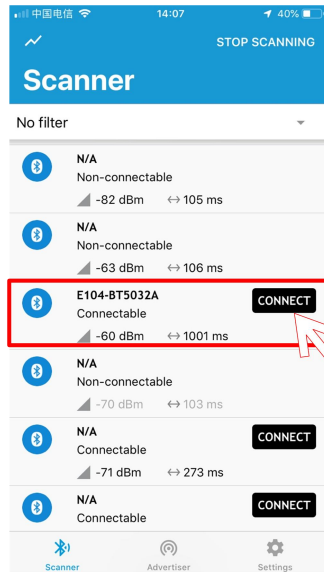 中国电信 14:07 40%
STOP SCANNING
Scanner
No filter
N/A
Non-connectable
-82 dBm ↔ 105 ms
N/A
Non-connectable
-63 dBm ↔ 106 ms
E104-BT5032A
CONNECT
Connectable
-60 dBm ↔ 1001 ms
N/A
Non-connectable
-70 dBm ↔ 103 ms
N/A
CONNECT
Connectable
-71 dBm ↔ 273 ms
N/A
CONNECT
Connectable
Scanner Advertiser Settings